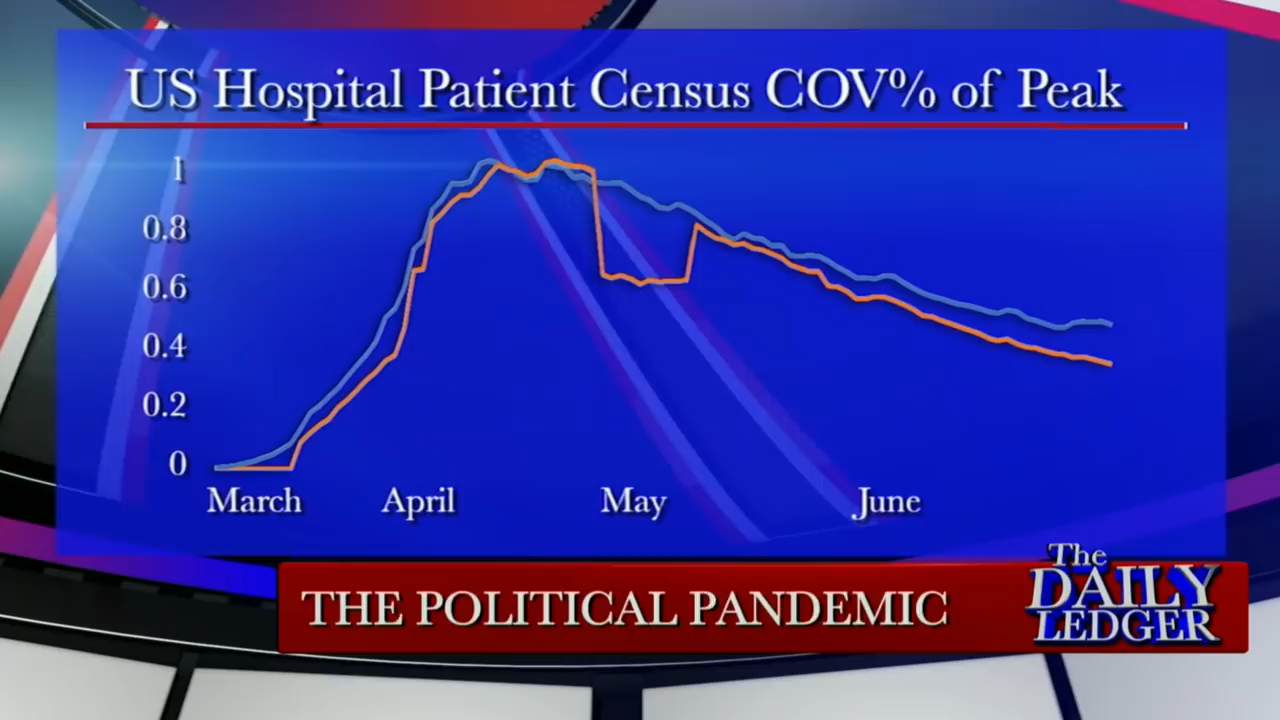 US Hospital Patient Census COV% of Peak
1
0.8
0.6
0.4
0.2
0
March April May June
THE POLITICAL PANDEMIC
The
DAILY
LEDGER